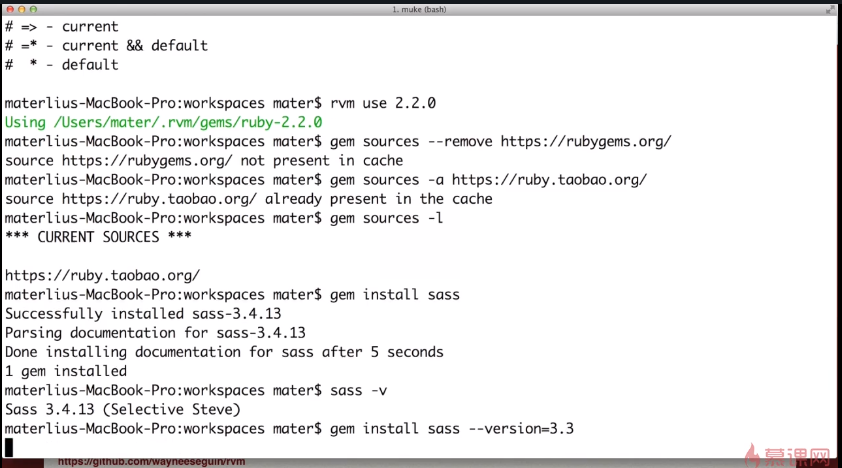 1. muke (bash)
# => - current
# =* - current && default
#  * - default
materlius-MacBook-Pro:workspaces mater$ rvm use 2.2.0
Using /Users/mater/.rvm/gems/ruby-2.2.0
materlius-MacBook-Pro:workspaces mater$ gem sources --remove https://rubygems.org/
source https://rubygems.org/ not present in cache
materlius-MacBook-Pro:workspaces mater$ gem sources -a https://ruby.taobao.org/
source https://ruby.taobao.org/ already present in the cache
materlius-MacBook-Pro:workspaces mater$ gem sources -l
*** CURRENT SOURCES ***
https://ruby.taobao.org/
materlius-MacBook-Pro:workspaces mater$ gem install sass
Successfully installed sass-3.4.13
Parsing documentation for sass-3.4.13
Done installing documentation for sass after 5 seconds
1 gem installed
materlius-MacBook-Pro:workspaces mater$ sass -v
Sass 3.4.13 (Selective Steve)
materlius-MacBook-Pro:workspaces mater$ gem install sass --version=3.3
https://github.com/wayneeseguin/rvm
慕课网